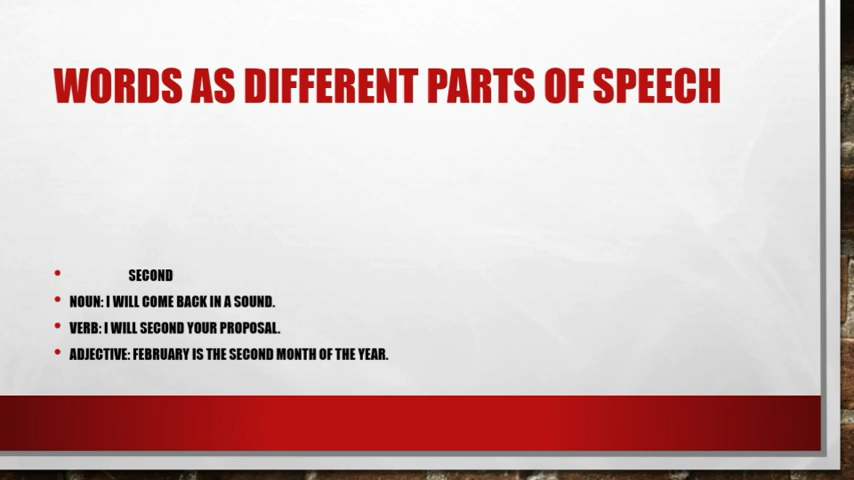 WORDS AS DIFFERENT PARTS OF SPEECH
• SECOND
• NOUN: I WILL COME BACK IN A SOUND.
• VERB: I WILL SECOND YOUR PROPOSAL.
• ADJECTIVE: FEBRUARY IS THE SECOND MONTH OF THE YEAR.